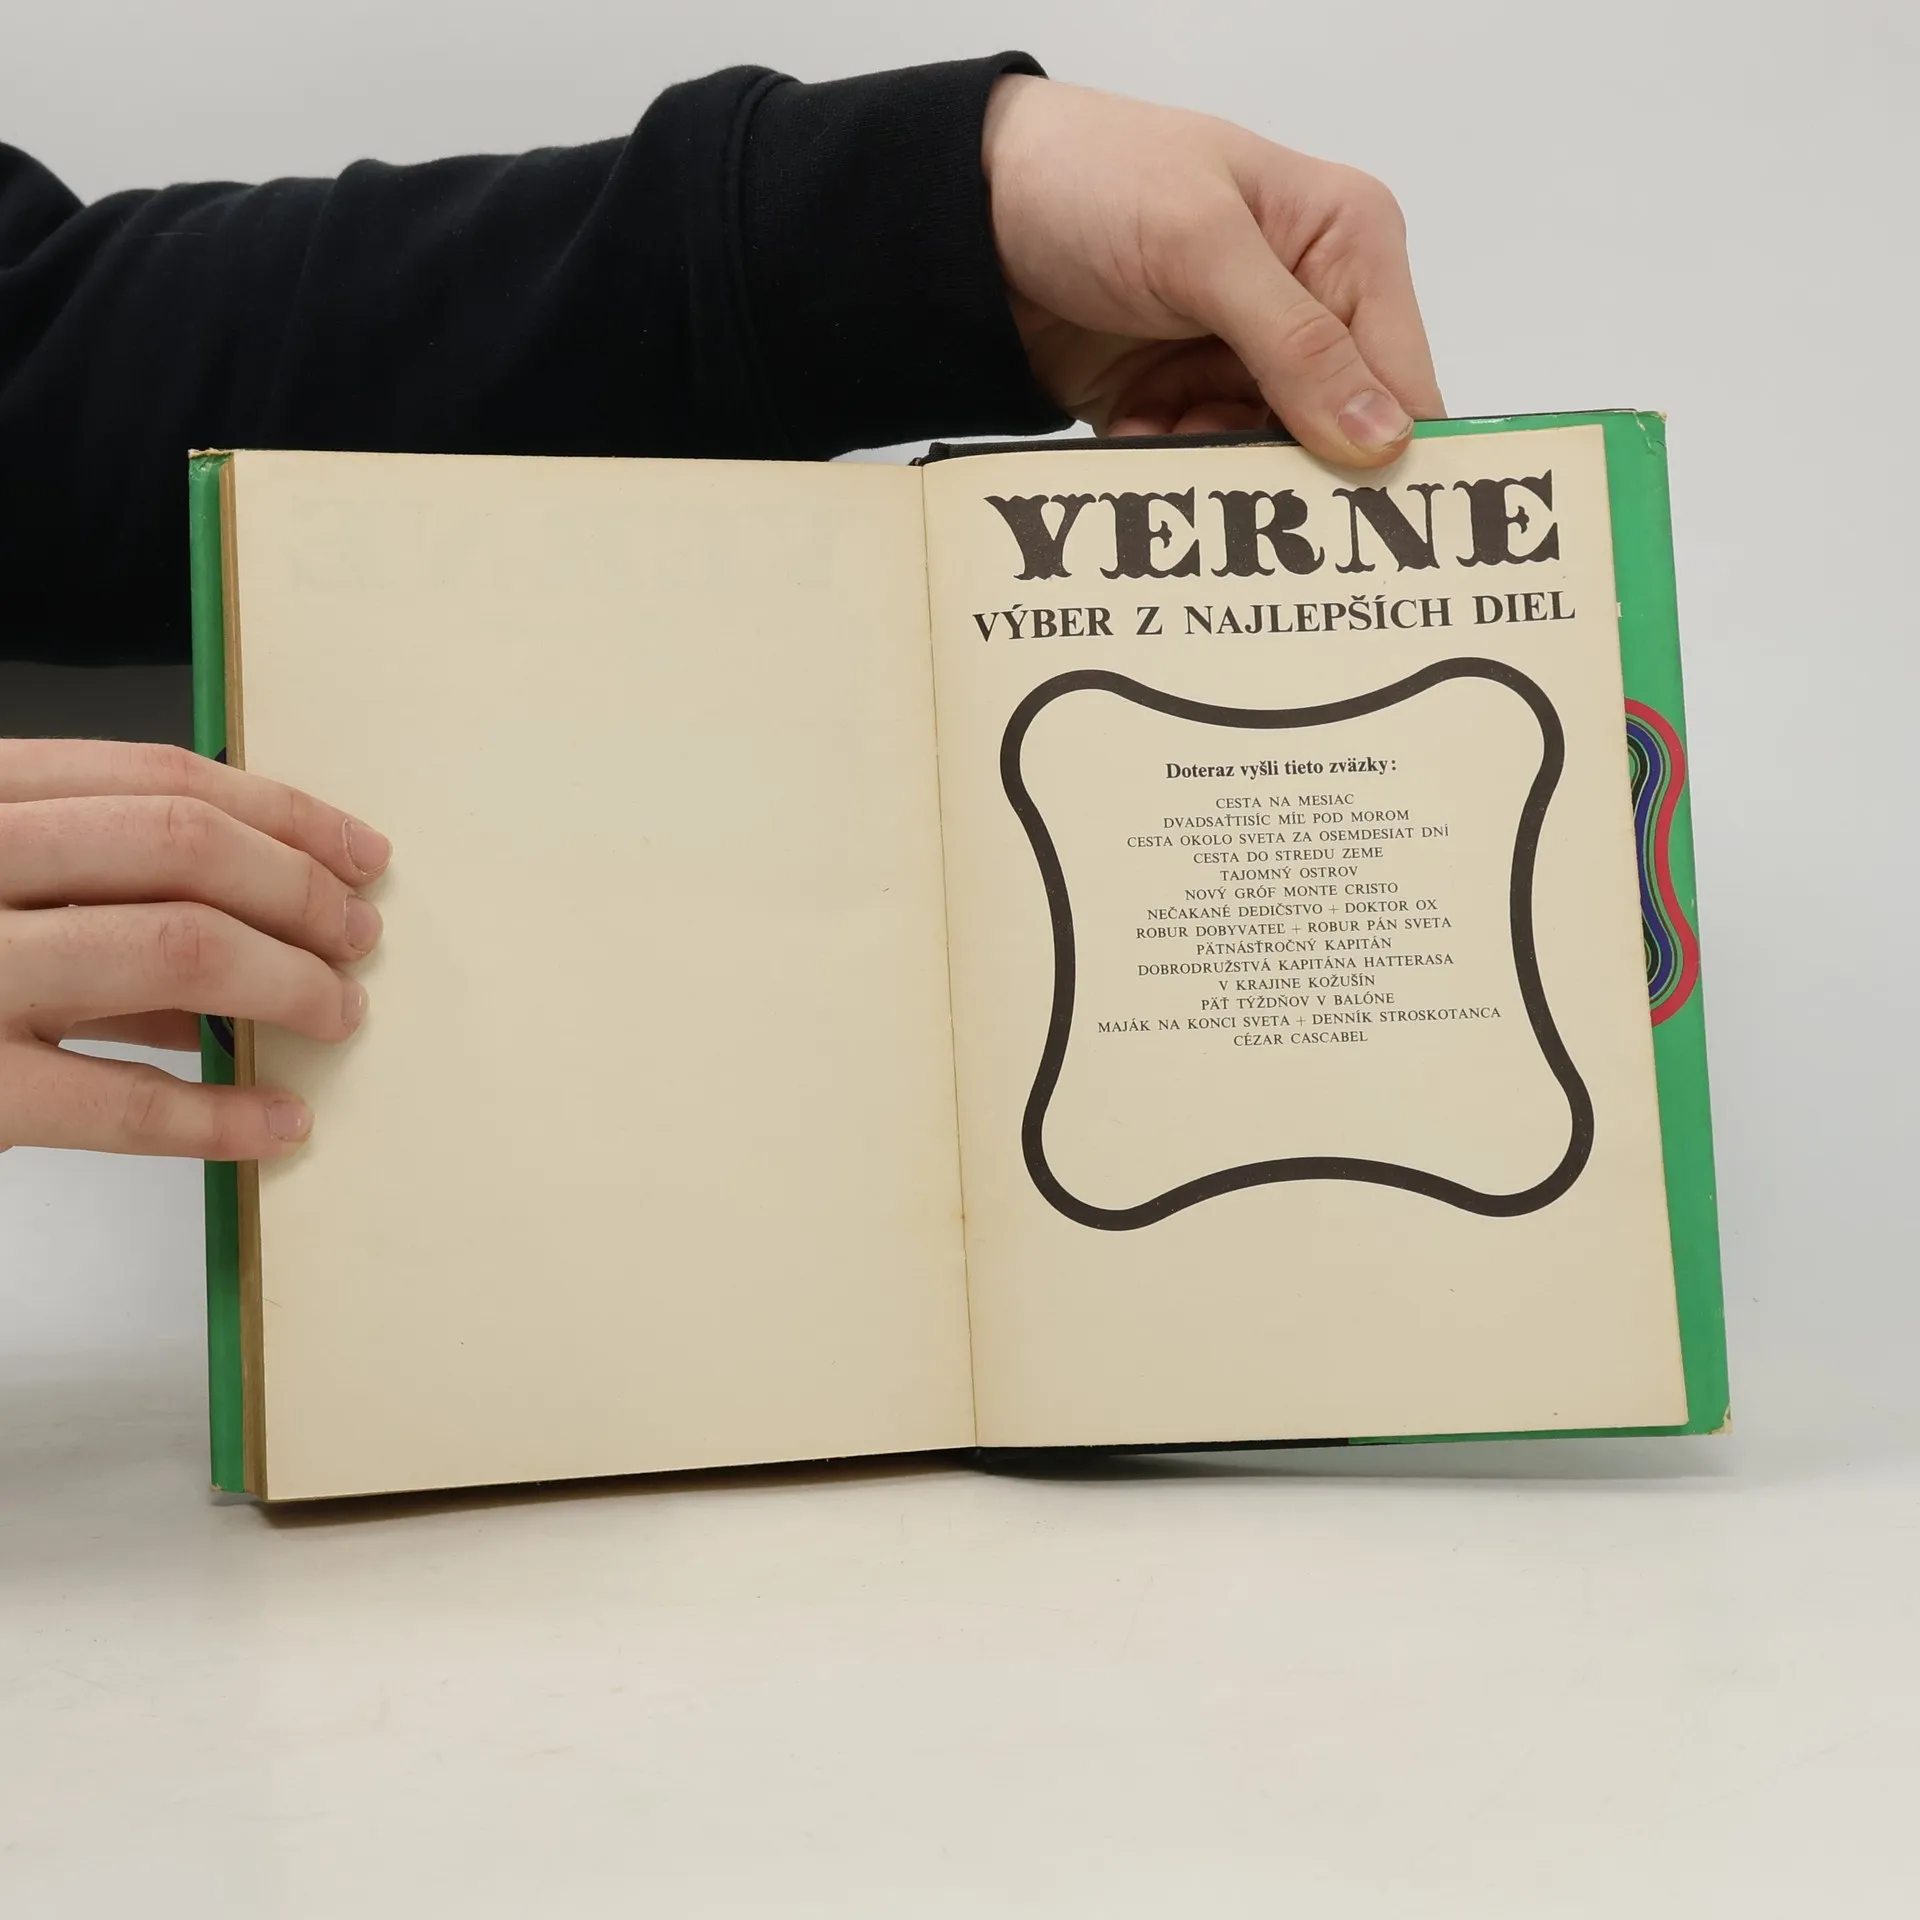 VERNE
VÝBER Z NAJLEPŠÍCH DIEL
Doteraz vyšli tieto zväzky:
CESTA NA MESIAC
DVADSAŤTISÍC MÍĽ POD MOROM
CESTA OKOLO SVETA ZA OSEMDESIAT DNÍ
CESTA DO STREDU ZEME
TAJOMNÝ OSTROV
NOVÝ GRÓF MONTE CRISTO
NEČAKANÉ DEDIČSTVO + DOKTOR OX
ROBUR DOBYVATEĽ + ROBUR PÁN SVETA
PÄTNÁSŤROČNÝ KAPITÁN
DOBRODRUŽSTVÁ KAPITÁNA HATTERASA
V KRAJINE KOŽUŠÍN
PÄŤ TÝŽDŇOV V BALÓNE
MAJÁK NA KONCI SVETA + DENNÍK STROSKOTANCA
CÉZAR CASCABEL